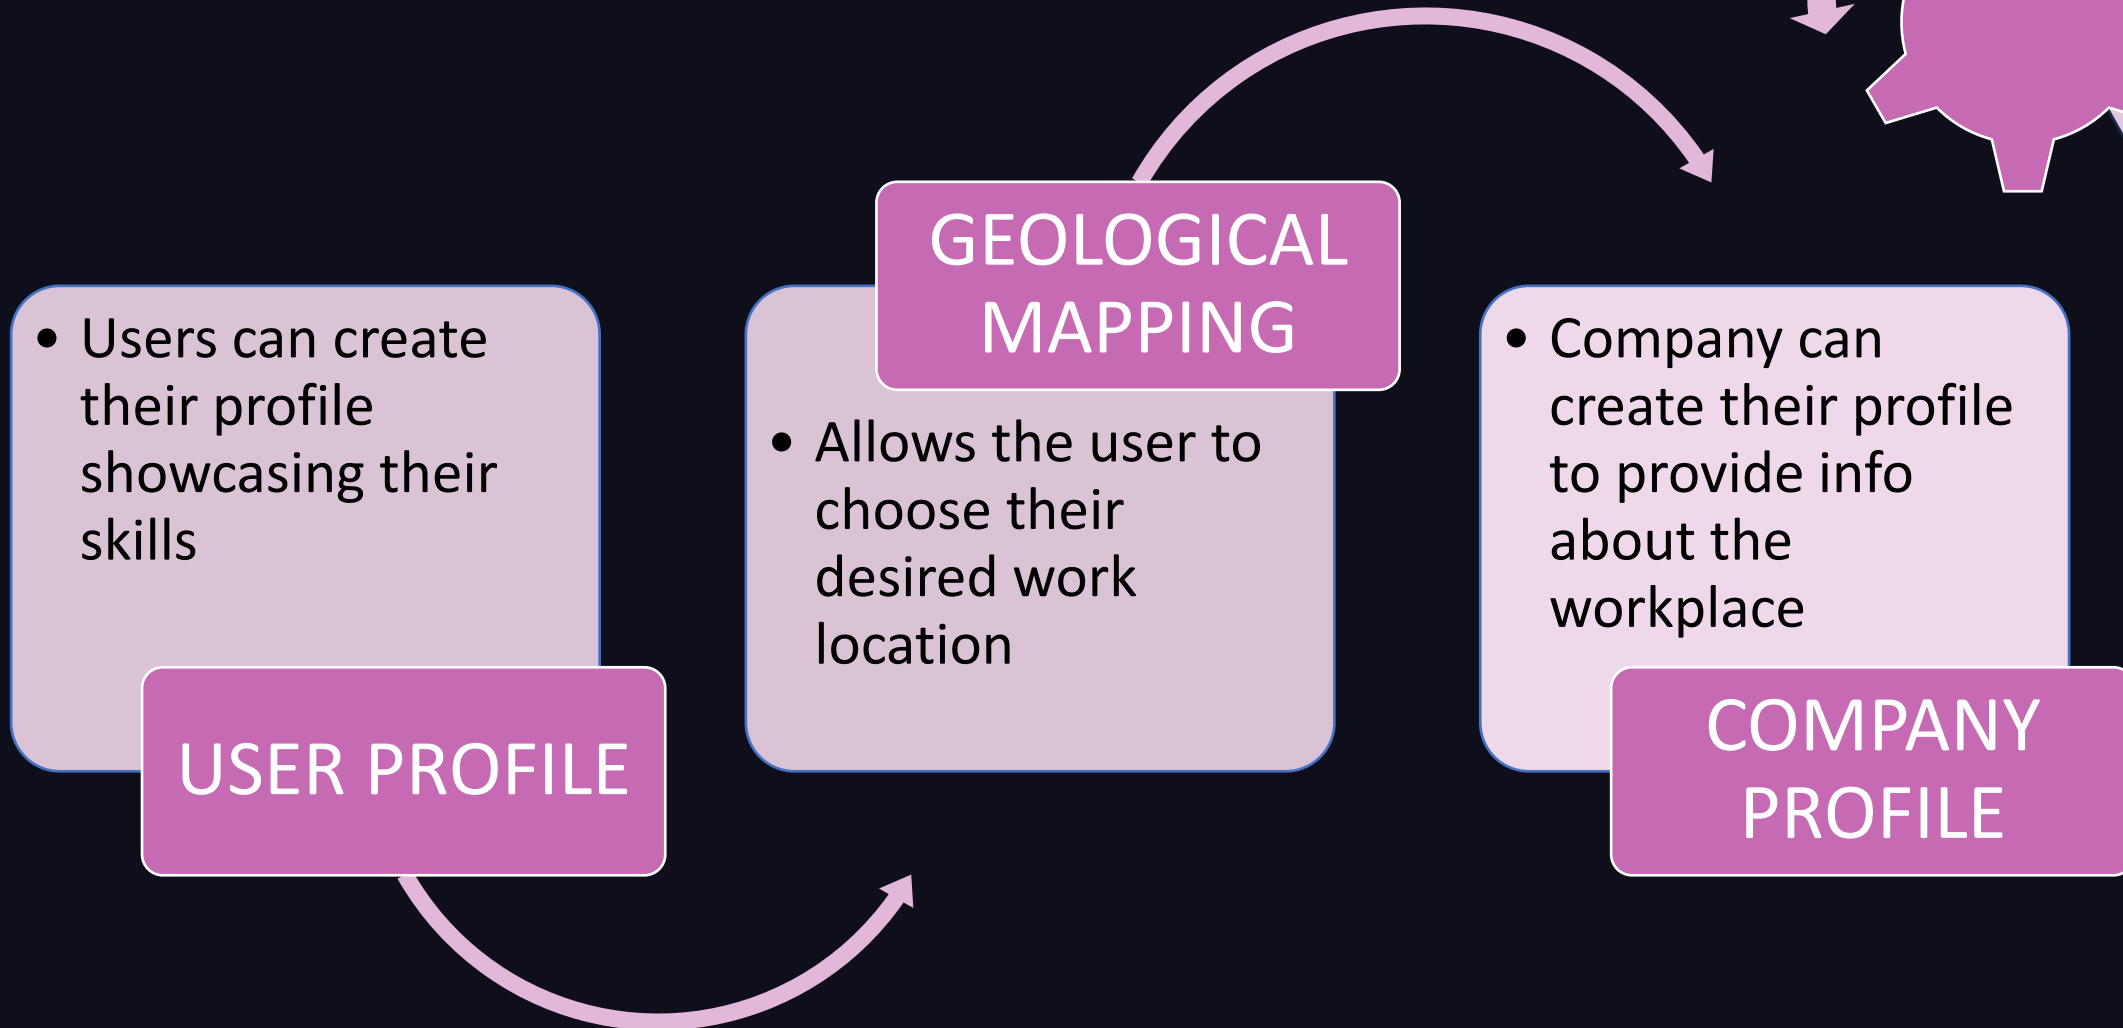 • Users can create
their profile
showcasing their
skills
USER PROFILE
GEOLOGICAL
MAPPING
• Allows the user to
choose their
desired work
location
• Company can
create their profile
to provide info
about the
workplace
COMPANY
PROFILE